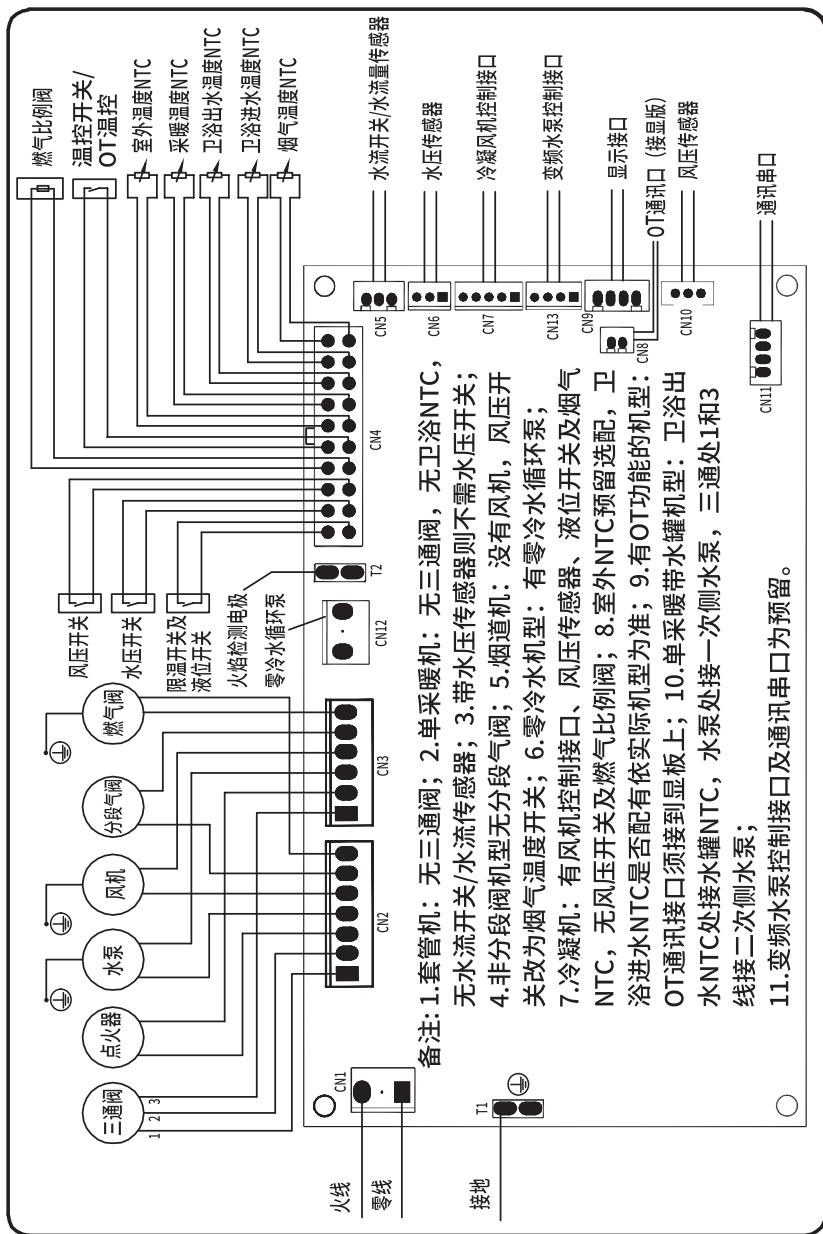 三通阀
1 2 3
点火器
水泵
风机
分段气阀
燃气阀
风压开关
水压开关
限温开关及
液位开关
火焰检测电极
零冷水循环泵
燃气比例阀
温控开关/
OT温控
室外温度NTC
采暖温度NTC
卫浴出水温度NTC
卫浴进水温度NTC
烟气温度NTC
火线
零线
接地
CN1
T1
CN2
CN3
CN12
T2
CN4
CN5
CN6
CN7
CN13
CN9
CN8
CN10
CN11
水流开关/水流量传感器
水压传感器
冷凝风机控制接口
变频水泵控制接口
显示接口
OT通讯口（接显版）
风压传感器
通讯串口
备注: 1.套管机：无三通阀；2.单采暖机：无三通阀，无卫浴NTC，
无水流开关/水流传感器；3.带水压传感器则不需水压开关；
4.非分段阀机型无分段气阀；5.烟道机：没有风机，风压开
关改为烟气温度开关；6.零冷水机型：有零冷水循环泵；
7.冷凝机：有风机控制接口、风压传感器、液位开关及烟气
NTC，无风压开关及燃气比例阀；8.室外NTC预留选配，卫
浴进水NTC是否配有依实际机型为准；9.有OT功能的机型：
OT通讯接口须接到显板上；10.单采暖带水罐机型：卫浴出
水NTC处接水罐NTC，水泵处接一次侧水泵，三通处1和3
线接二次侧水泵；
11.变频水泵控制接口及通讯串口为预留。